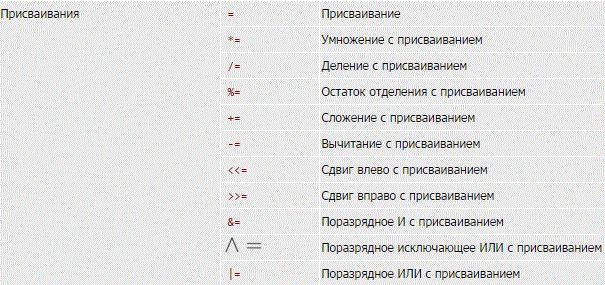 Присваивания = Присваивание
*= Умножение с присваиванием
/= Деление с присваиванием
%= Остаток отделения с присваиванием
+= Сложение с присваиванием
-= Вычитание с присваиванием
<<= Сдвиг влево с присваиванием
>>= Сдвиг вправо с присваиванием
&= Поразрядное И с присваиванием
^ = Поразрядное исключающее ИЛИ с присваиванием
|= Поразрядное ИЛИ с присваиванием